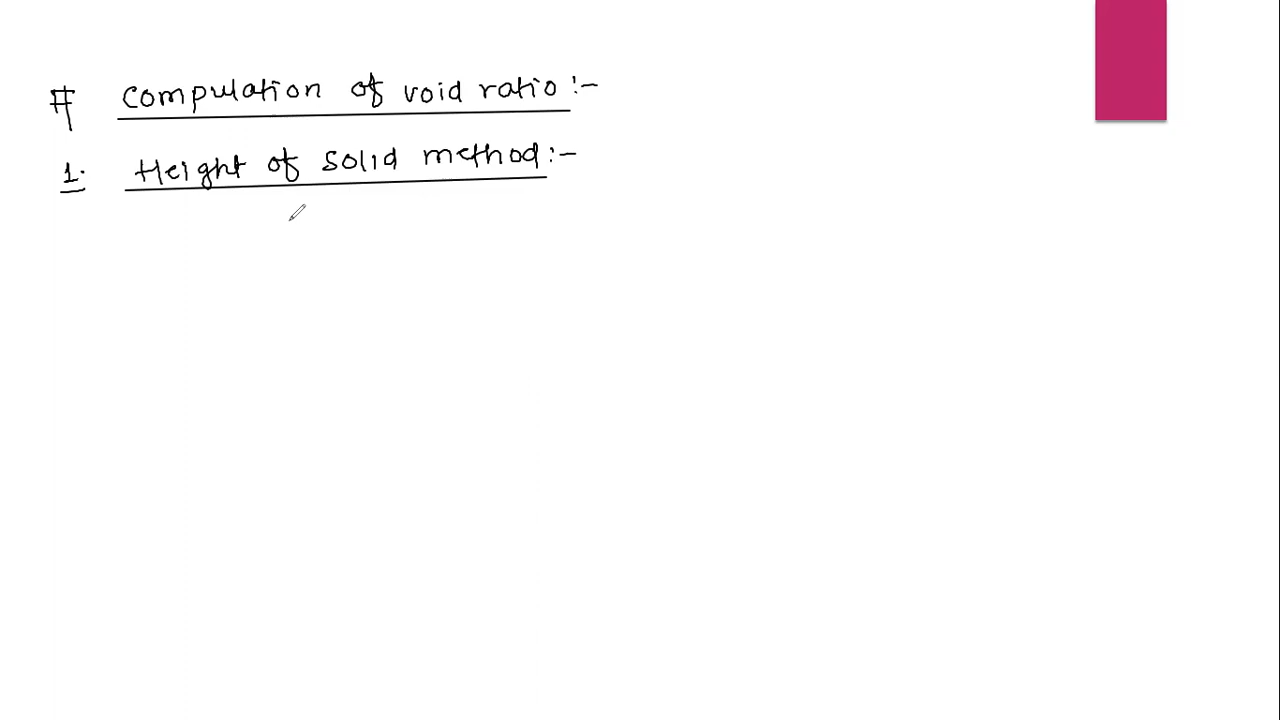 # Computation of void ratio :-
1. Height of solid method :-